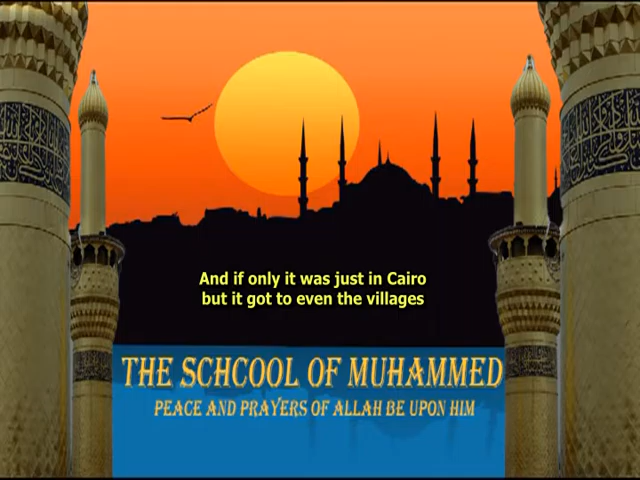 And if only it was just in Cairo
but it got to even the villages
THE SCHCOOL OF MUHAMMED
PEACE AND PRAYERS OF ALLAH BE UPON HIM